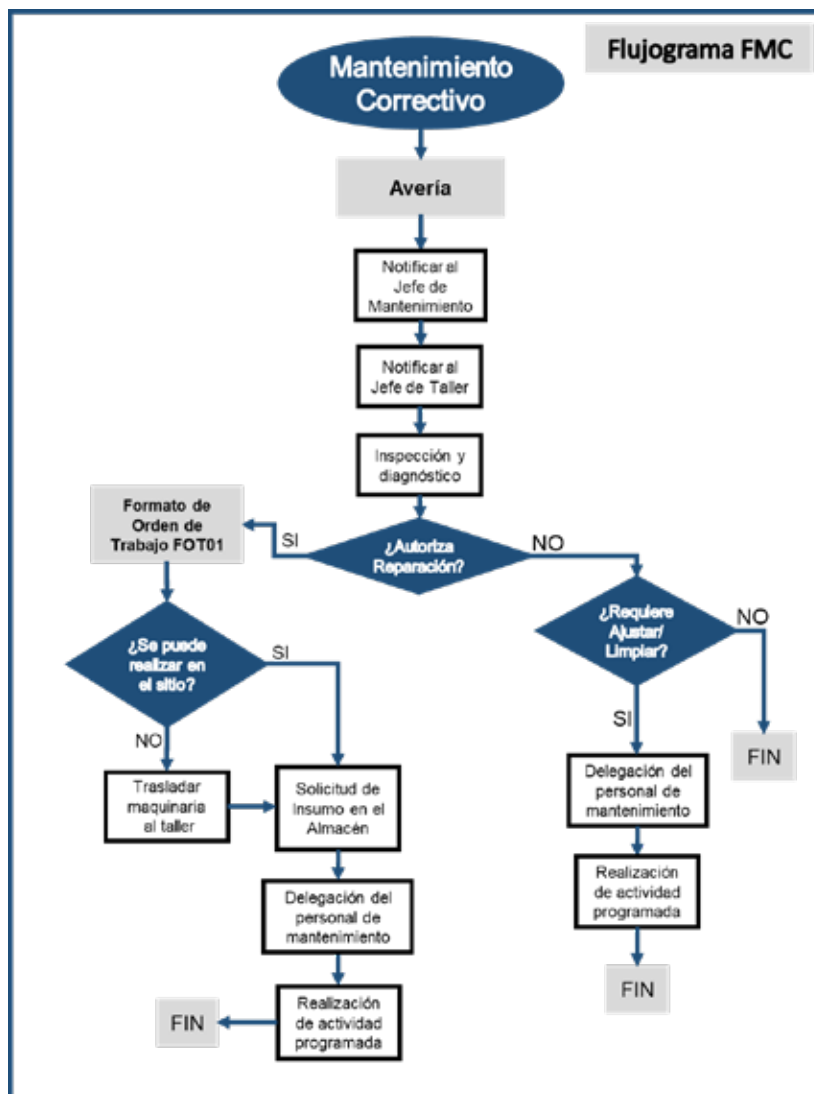 Flujograma FMC
Mantenimiento
Correctivo
Avería
Notificar al
Jefe de
Mantenimiento
Notificar al
Jefe de Taller
Inspección y
diagnóstico
Formato de
Orden de
Trabajo FOT01
SI
¿Autoriza
Reparación?
NO
¿Se puede
realizar en
el sitio?
SI
¿Requiere
Ajustar/
Limpiar?
NO
NO
SI
FIN
Trasladar
maquinaria
al taller
Solicitud de
Insumo en el
Almacén
Delegación del
personal de
mantenimiento
Delegación del
personal de
mantenimiento
Realización
de actividad
programada
FIN
Realización
de actividad
programada
FIN